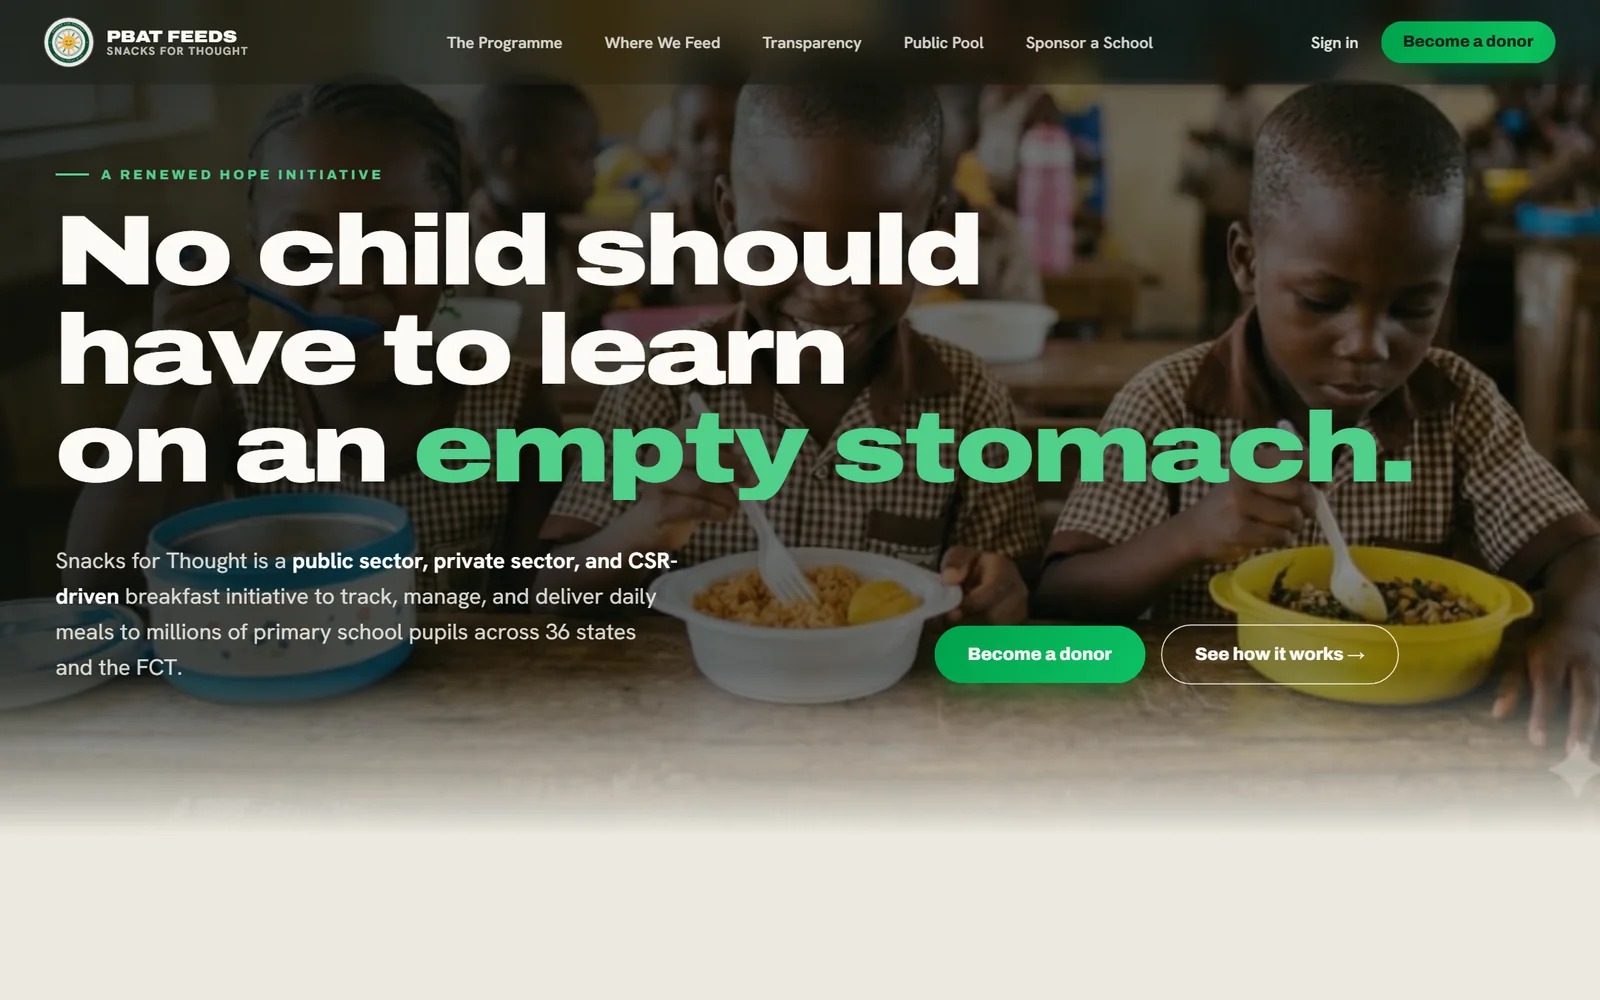 PBAT FEEDS
SNACKS FOR THOUGHT
The Programme
Where We Feed
Transparency
Public Pool
Sponsor a School
Sign in
Become a donor
A RENEWED HOPE INITIATIVE
No child should
have to learn
on an empty stomach.
Snacks for Thought is a public sector, private sector, and CSR-
driven breakfast initiative to track, manage, and deliver daily
meals to millions of primary school pupils across 36 states
and the FCT.
Become a donor
See how it works →